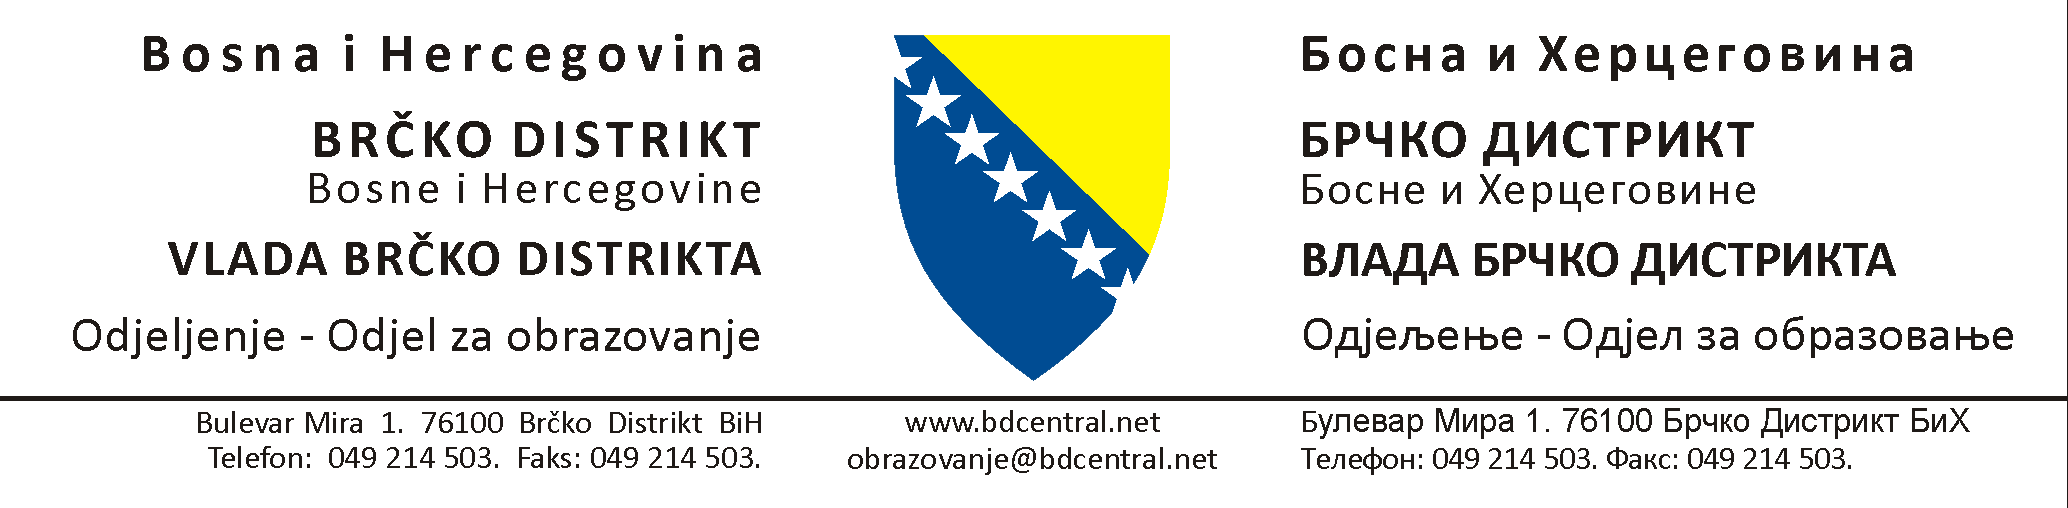 Bosna i Hercegovina
BRČKO DISTRIKT
Bosne i Hercegovine
VLADA BRČKO DISTRIKTA
Odjeljenje - Odjel za obrazovanje
Босна и Херцеговина
БРЧКО ДИСТРИКТ
Босне и Херцеговине
ВЛАДА БРЧКО ДИСТРИКТА
Одјељење - Одјел за образовање
Bulevar Mira 1. 76100 Brčko Distrikt BiH
Telefon: 049 214 503. Faks: 049 214 503.
www.bdcentral.net
obrazovanje@bdcentral.net
Булевар Мира 1. 76100 Брчко Дистрикт БиХ
Телефон: 049 214 503. Факс: 049 214 503.